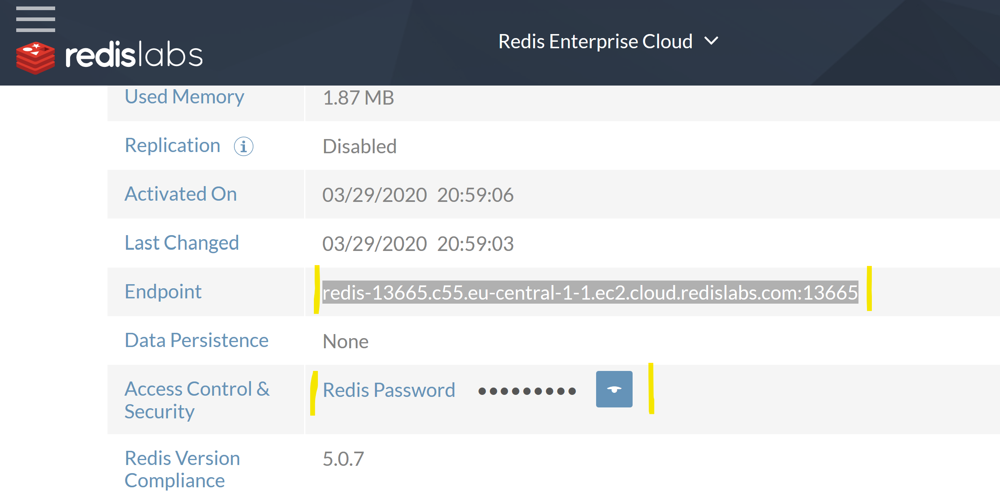 redislabs
Redis Enterprise Cloud
Used Memory 1.87 MB
Replication Disabled
Activated On 03/29/2020 20:59:06
Last Changed 03/29/2020 20:59:03
Endpoint redis-13665.c55.eu-central-1-1.ec2.cloud.redislabs.com:13665
Data Persistence None
Access Control & Redis Password •••••••••
Security
Redis Version 5.0.7
Compliance